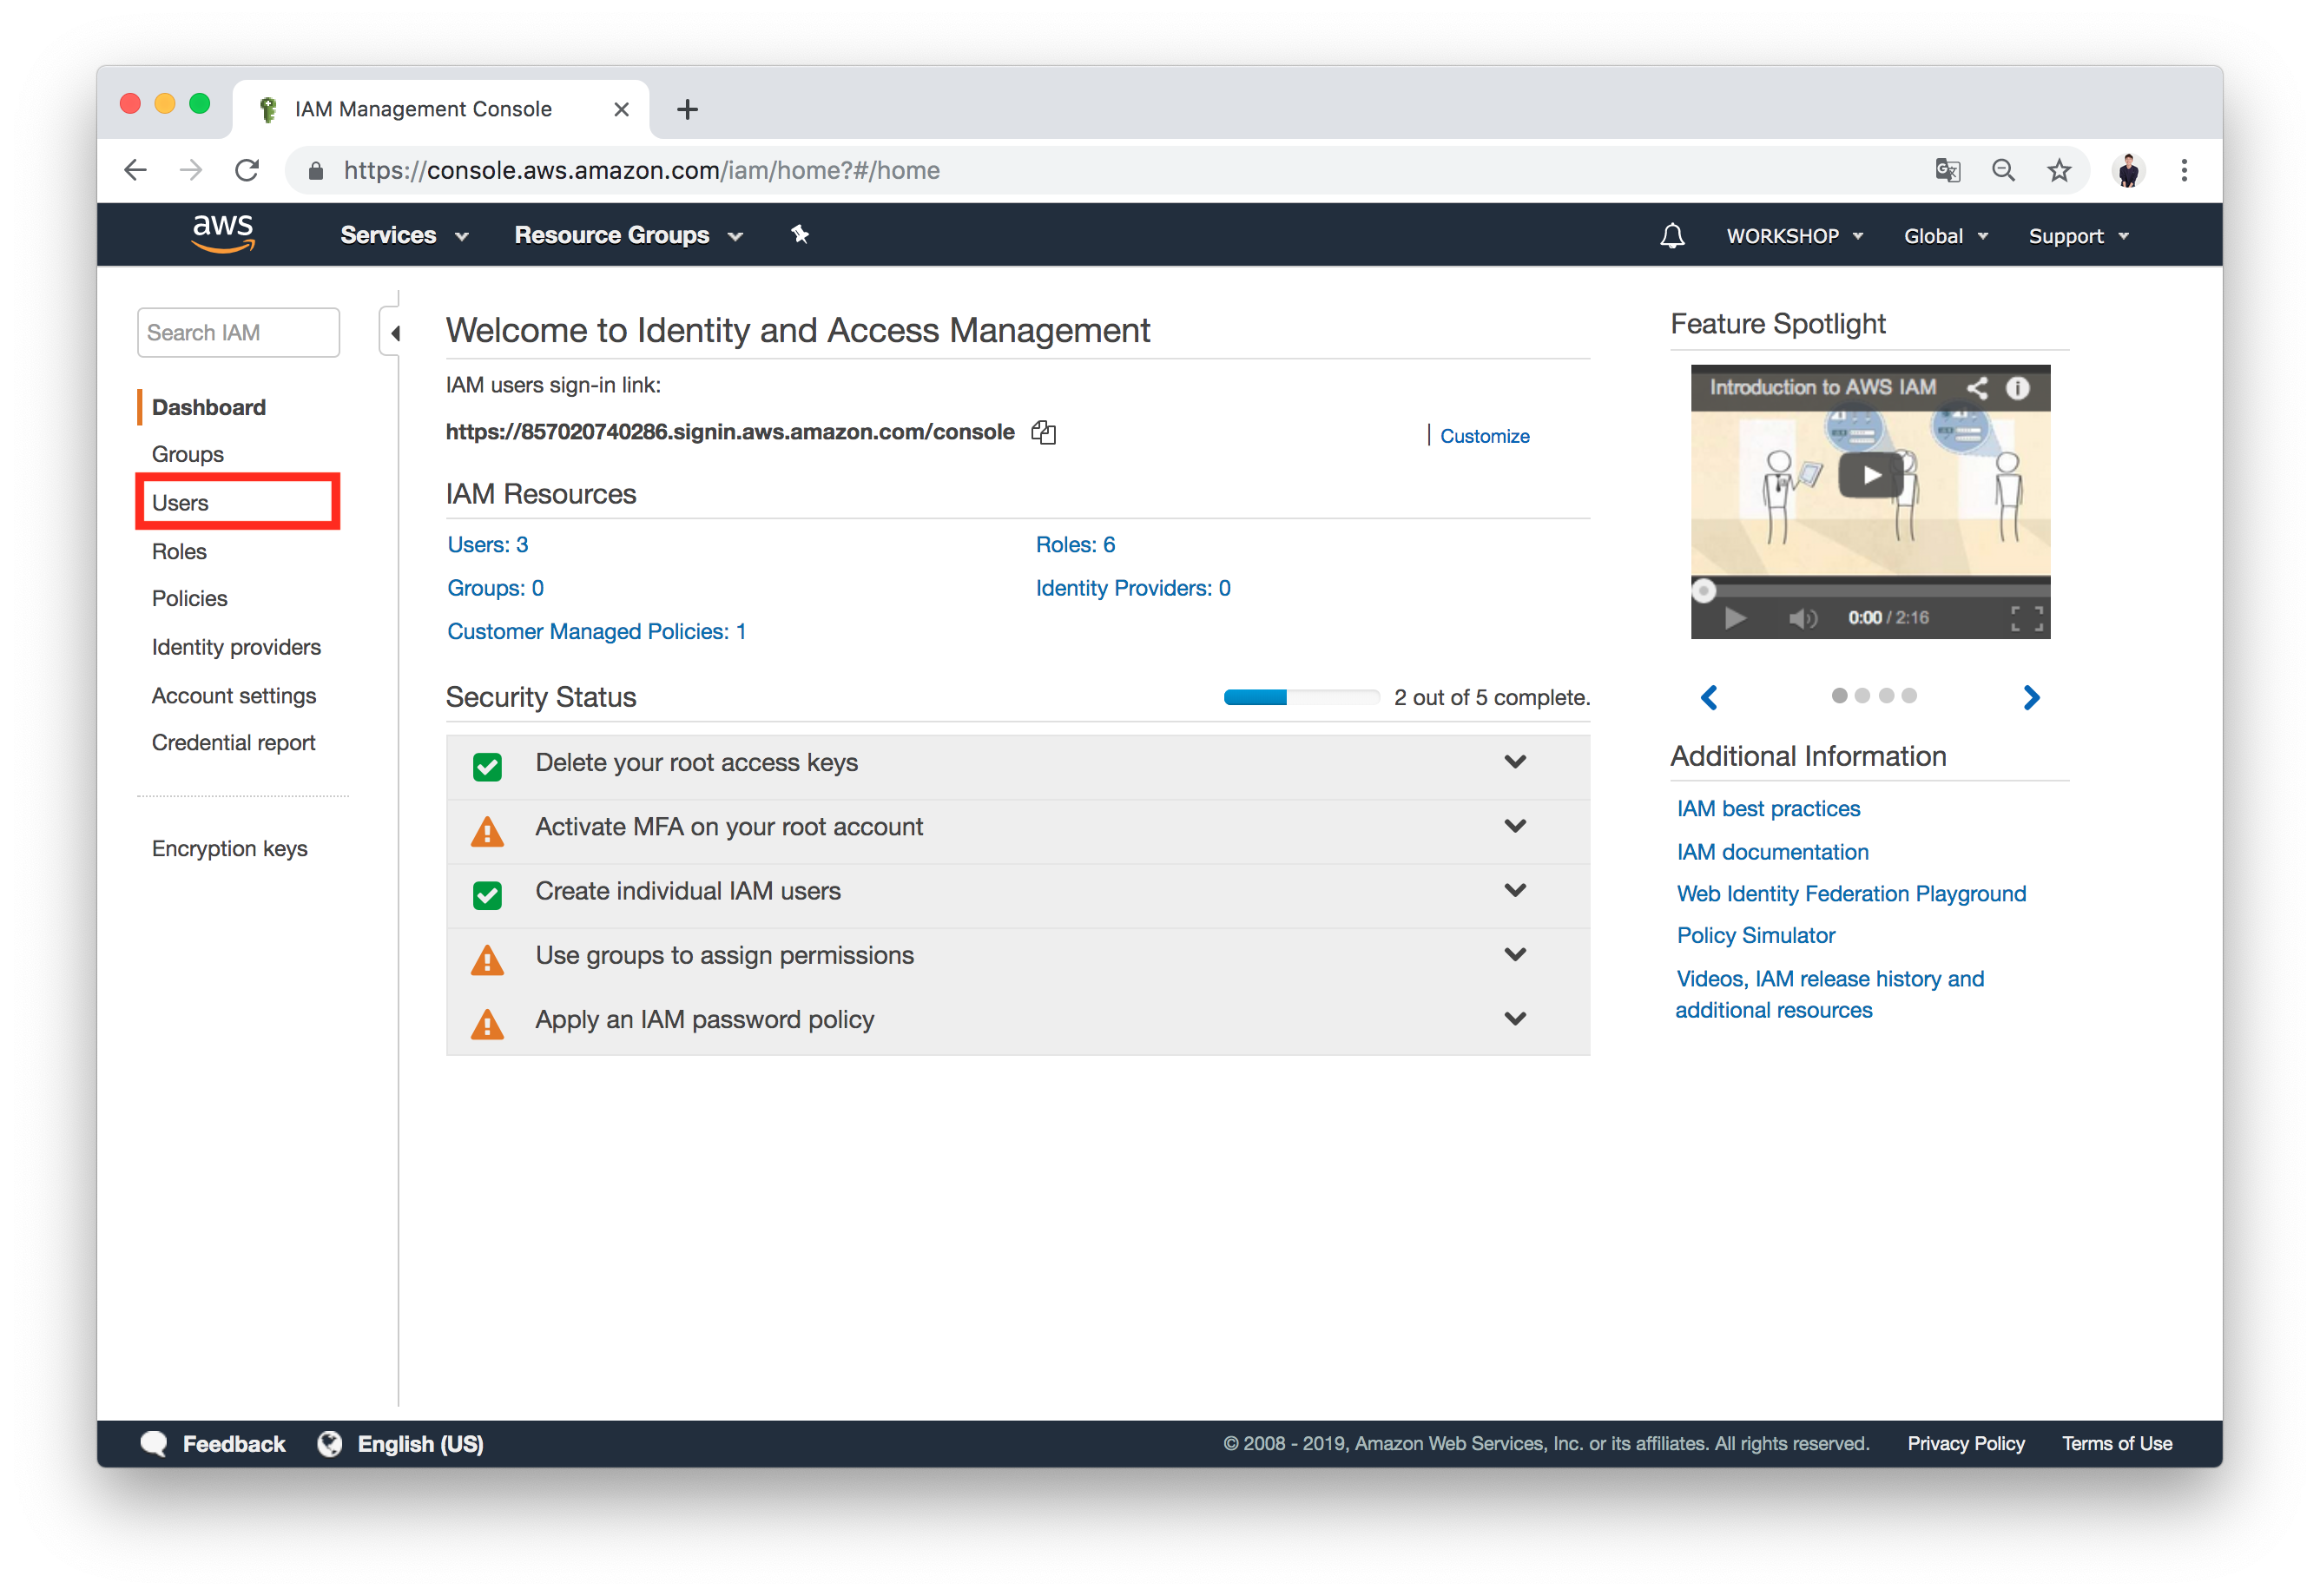 IAM Management Console
https://console.aws.amazon.com/iam/home?#/home
aws
Services
Resource Groups
WORKSHOP
Global
Support
Search IAM
Dashboard
Groups
Users
Roles
Policies
Identity providers
Account settings
Credential report
Encryption keys
Welcome to Identity and Access Management
IAM users sign-in link:
https://857020740286.signin.aws.amazon.com/console
Customize
IAM Resources
Users: 3
Roles: 6
Groups: 0
Identity Providers: 0
Customer Managed Policies: 1
Security Status
2 out of 5 complete.
Delete your root access keys
Activate MFA on your root account
Create individual IAM users
Use groups to assign permissions
Apply an IAM password policy
Feature Spotlight
Introduction to AWS IAM
0:00 / 2:16
Additional Information
IAM best practices
IAM documentation
Web Identity Federation Playground
Policy Simulator
Videos, IAM release history and
additional resources
Feedback
English (US)
© 2008 - 2019, Amazon Web Services, Inc. or its affiliates. All rights reserved.
Privacy Policy
Terms of Use